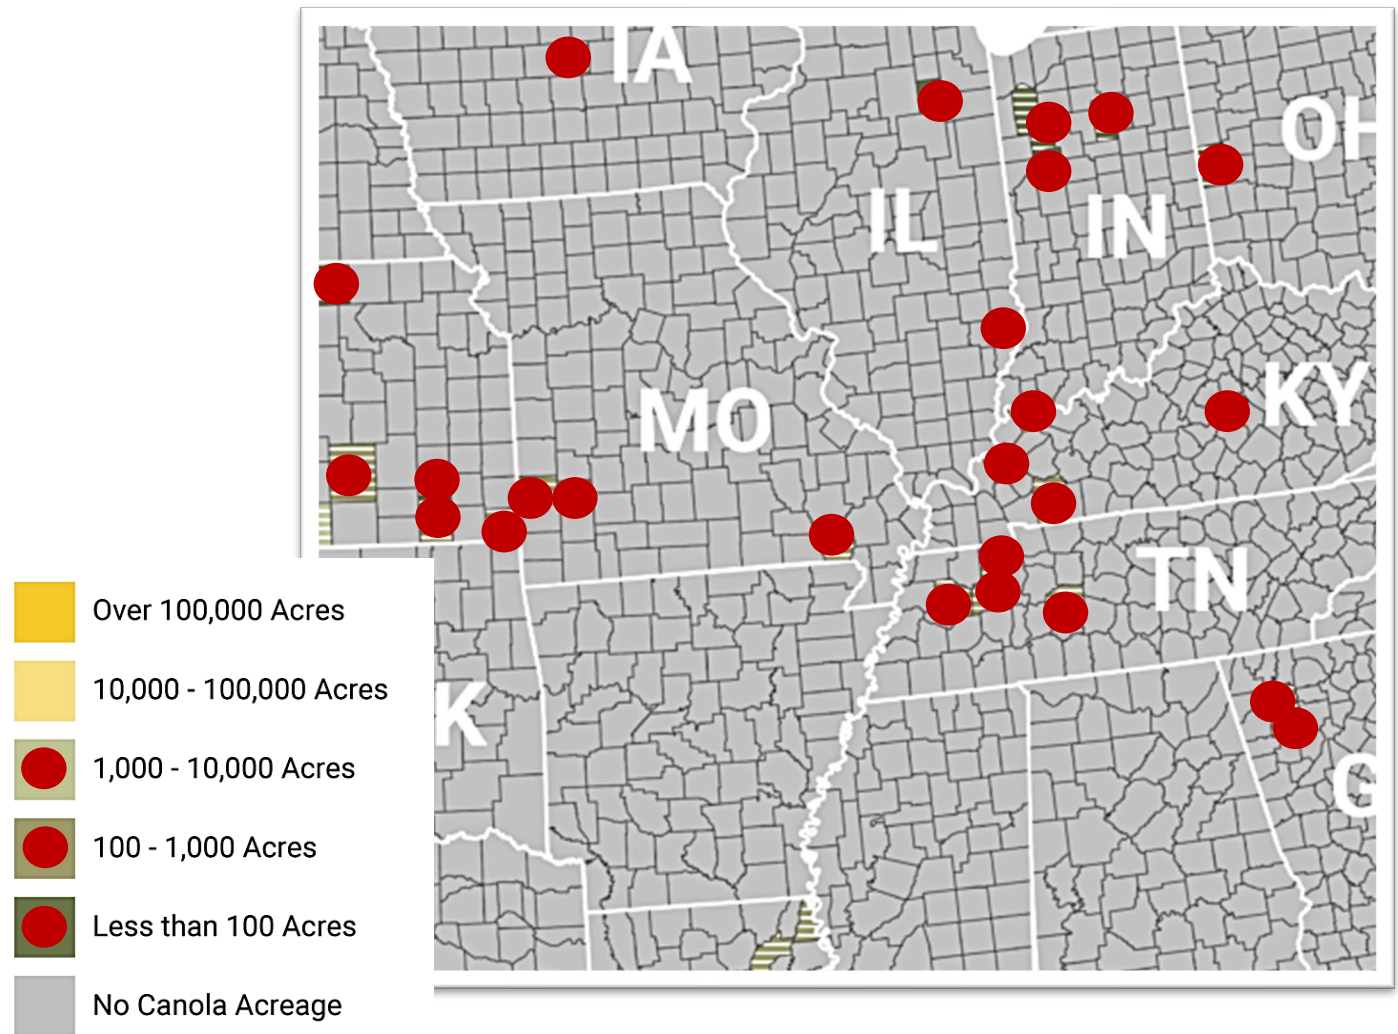 IA
OH
IL
IN
KY
MO
TN
K
G
Over 100,000 Acres
10,000 - 100,000 Acres
1,000 - 10,000 Acres
100 - 1,000 Acres
Less than 100 Acres
No Canola Acreage